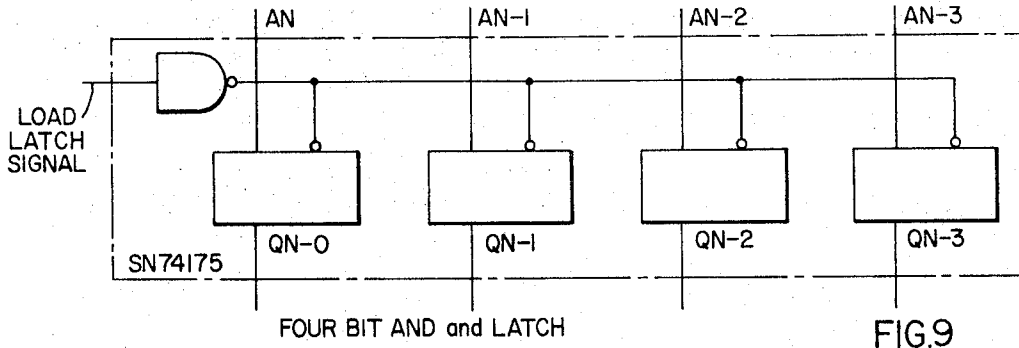 AN AN-1 AN-2 AN-3
LOAD
LATCH
SIGNAL
QN-0 QN-1 QN-2 QN-3
SN74175
FOUR BIT AND and LATCH
FIG.9